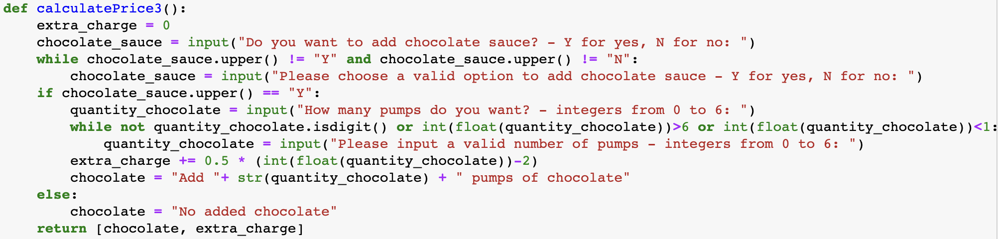 def calculatePrice3():
    extra_charge = 0
    chocolate_sauce = input("Do you want to add chocolate sauce? - Y for yes, N for no: ")
    while chocolate_sauce.upper() != "Y" and chocolate_sauce.upper() != "N":
        chocolate_sauce = input("Please choose a valid option to add chocolate sauce - Y for yes, N for no: ")
    if chocolate_sauce.upper() == "Y":
        quantity_chocolate = input("How many pumps do you want? - integers from 0 to 6: ")
        while not quantity_chocolate.isdigit() or int(float(quantity_chocolate))>6 or int(float(quantity_chocolate))<1:
            quantity_chocolate = input("Please input a valid number of pumps - integers from 0 to 6: ")
        extra_charge += 0.5 * (int(float(quantity_chocolate))-2)
        chocolate = "Add "+ str(quantity_chocolate) + " pumps of chocolate"
    else:
        chocolate = "No added chocolate"
    return [chocolate, extra_charge]